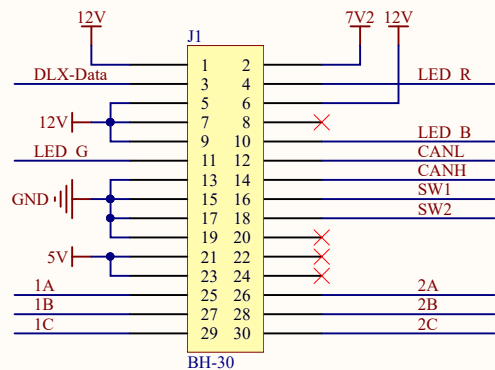 12V 7V2 12V
J1
1 2
DLX-Data 3 4 LED_R
5 6
12V 7 8
9 10 LED_B
LED_G 11 12 CANL
13 14 CANH
GND 15 16 SW1
17 18 SW2
19 20
5V 21 22
23 24
1A 25 26 2A
1B 27 28 2B
1C 29 30 2C
BH-30